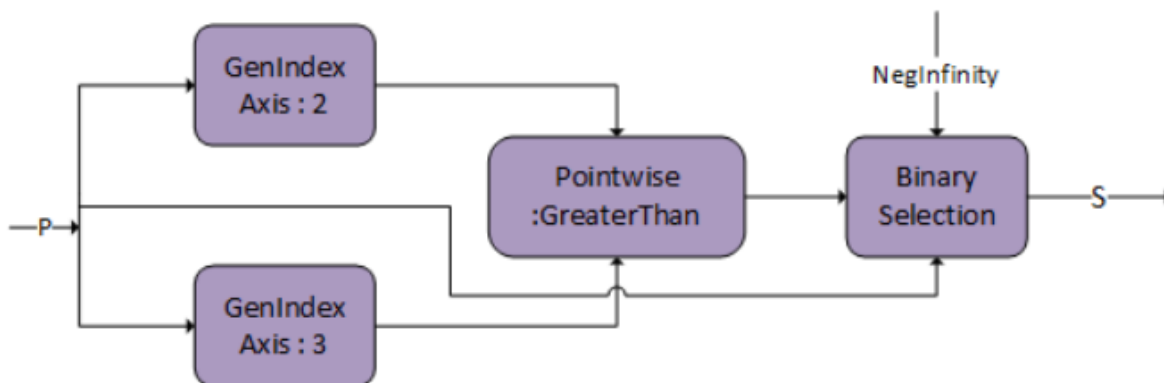 GenIndex
Axis : 2
NegInfinity
Pointwise
:GreaterThan
Binary
Selection
S
P
GenIndex
Axis : 3